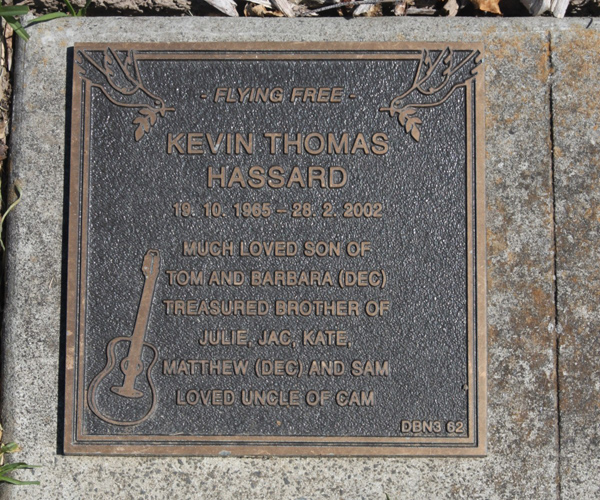 - FLYING FREE -
KEVIN THOMAS
HASSARD
19. 10. 1965 – 28. 2. 2002
MUCH LOVED SON OF
TOM AND BARBARA (DEC)
TREASURED BROTHER OF
JULIE, JAC, KATE,
MATTHEW (DEC) AND SAM
LOVED UNCLE OF CAM
DBN3 62